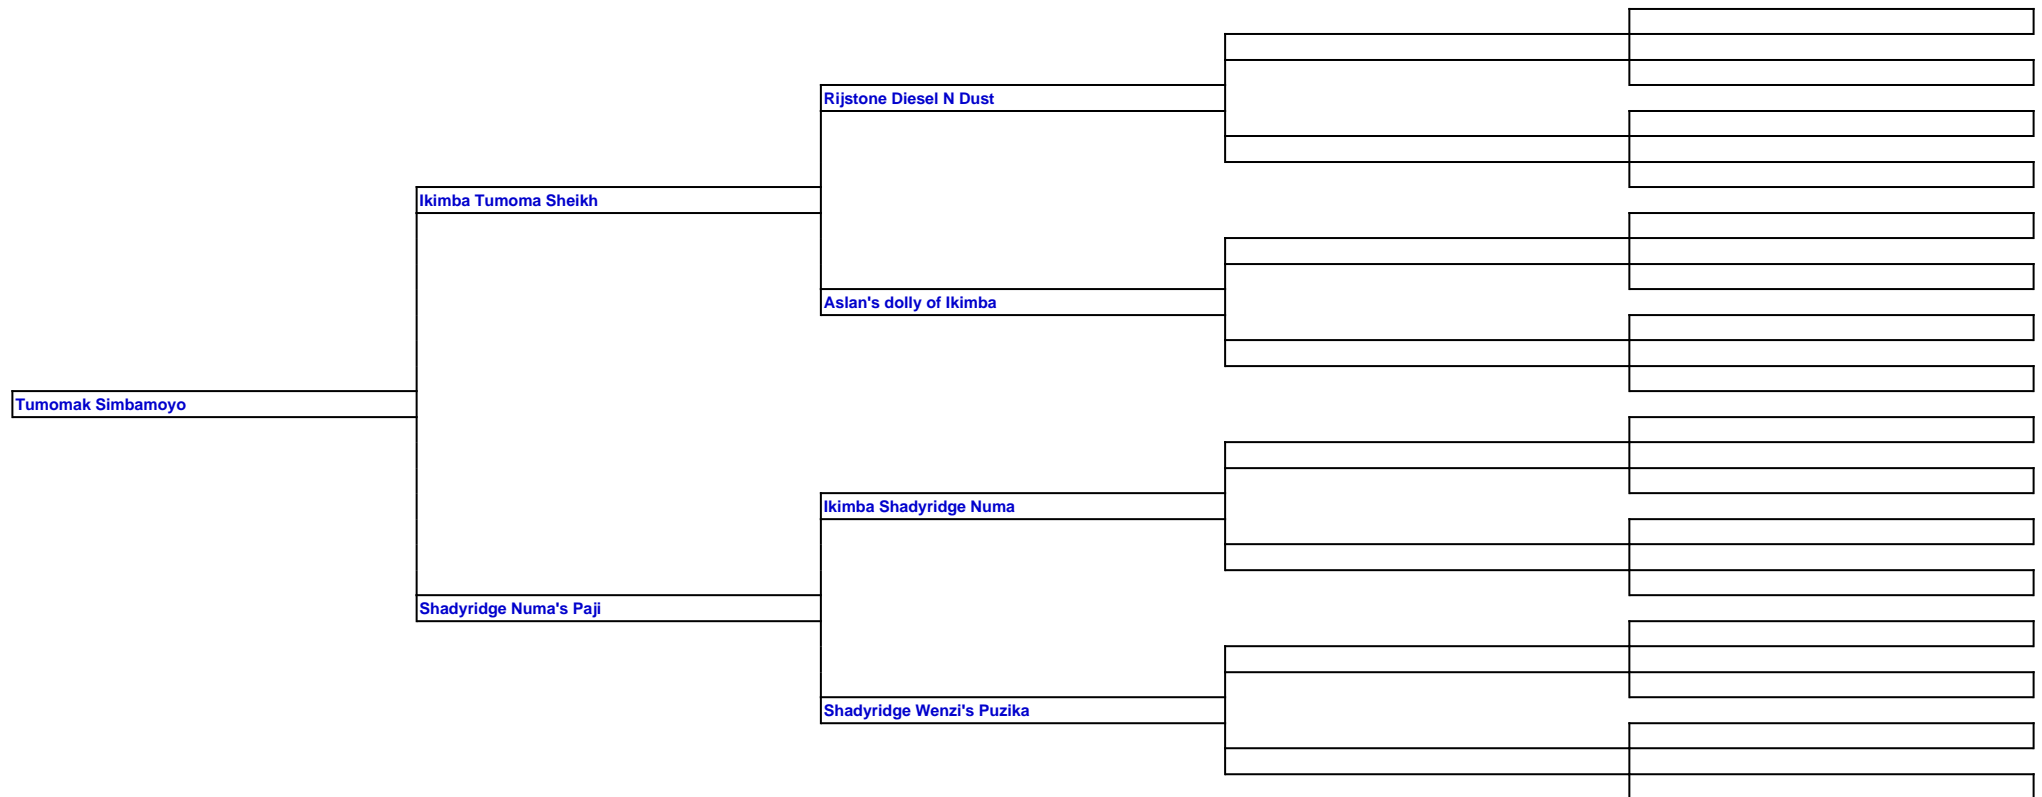 Rijstone Diesel N Dust
Ikimba Tumoma Sheikh
Aslan's dolly of Ikimba
Tumomak Simbamoyo
Ikimba Shadyridge Numa
Shadyridge Numa's Paji
Shadyridge Wenzi's Puzika